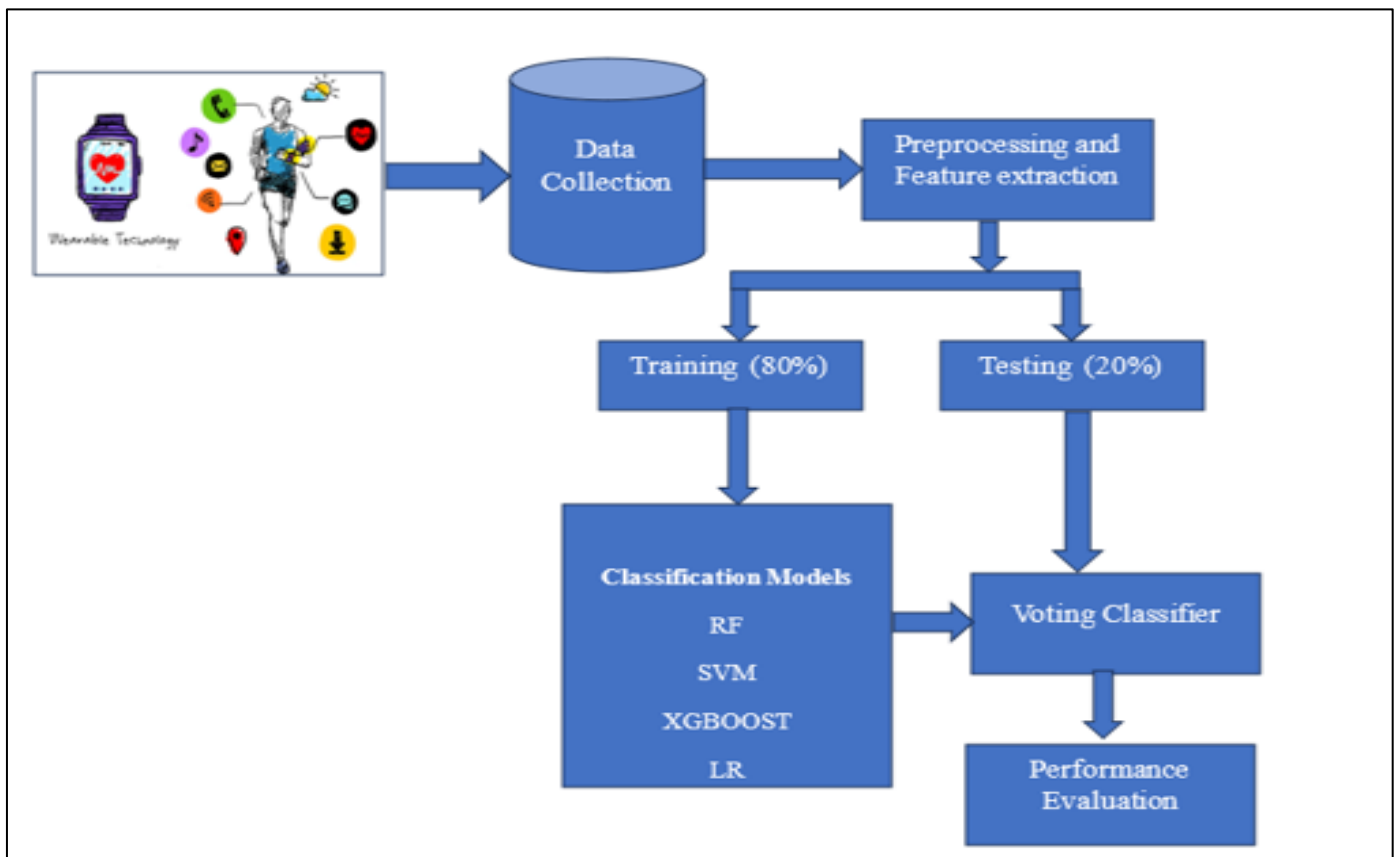 Wearable Technology
Data
Collection
Preprocessing and
Feature extraction
Training (80%)
Testing (20%)
Classification Models
RF
SVM
XGBOOST
LR
Voting Classifier
Performance
Evaluation